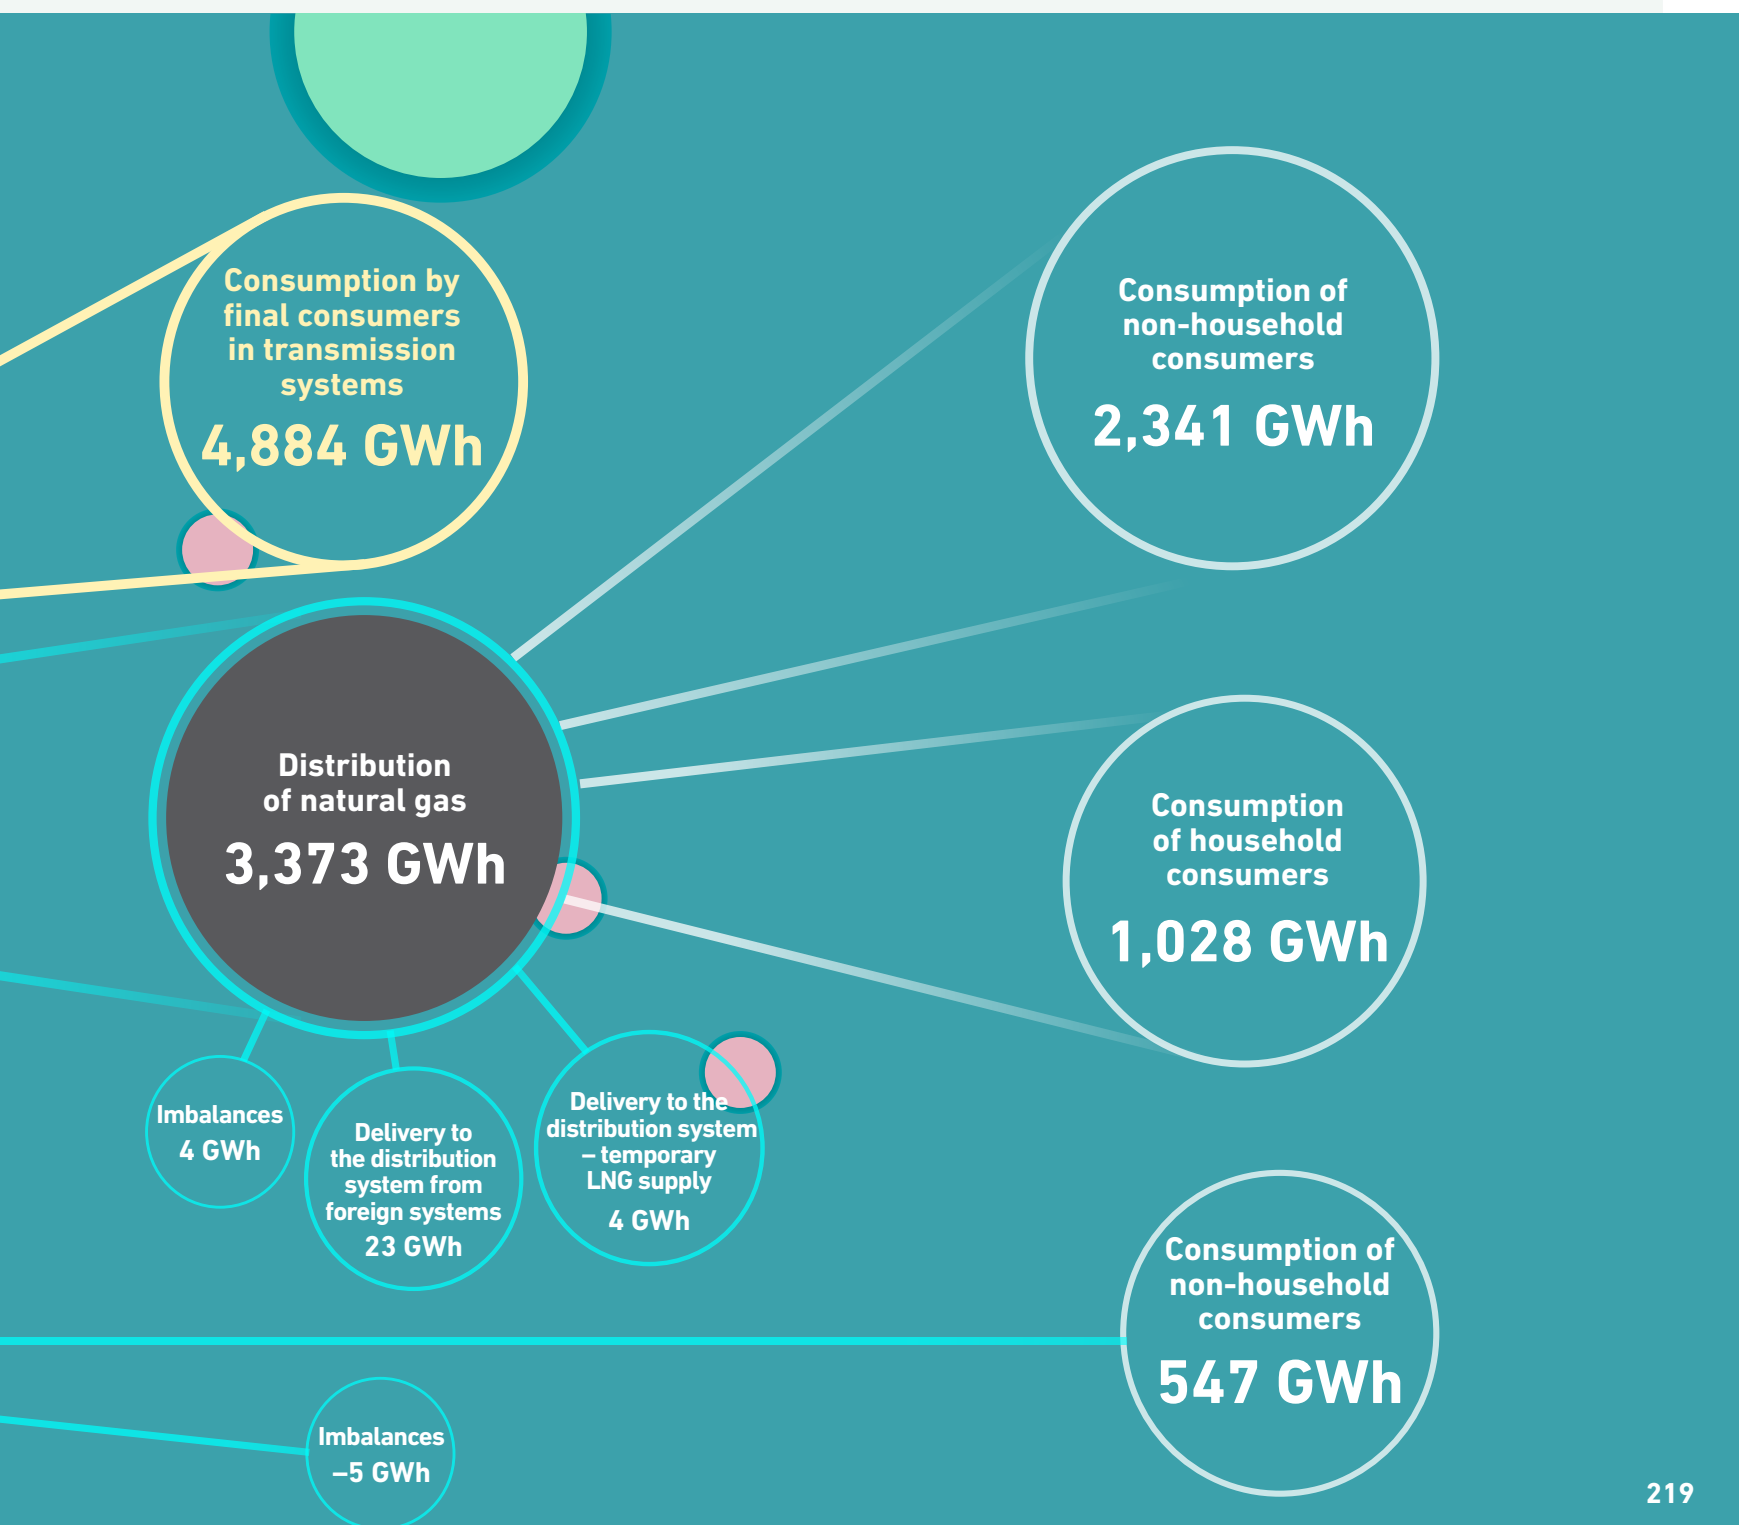 Consumption by
final consumers
in transmission
systems
4,884 GWh
Consumption of
non-household
consumers
2,341 GWh
Distribution
of natural gas
3,373 GWh
Consumption
of household
consumers
1,028 GWh
Imbalances
4 GWh
Delivery to
the distribution
system from
foreign systems
23 GWh
Delivery to the
distribution system
– temporary
LNG supply
4 GWh
Consumption of
non-household
consumers
547 GWh
Imbalances
–5 GWh
219